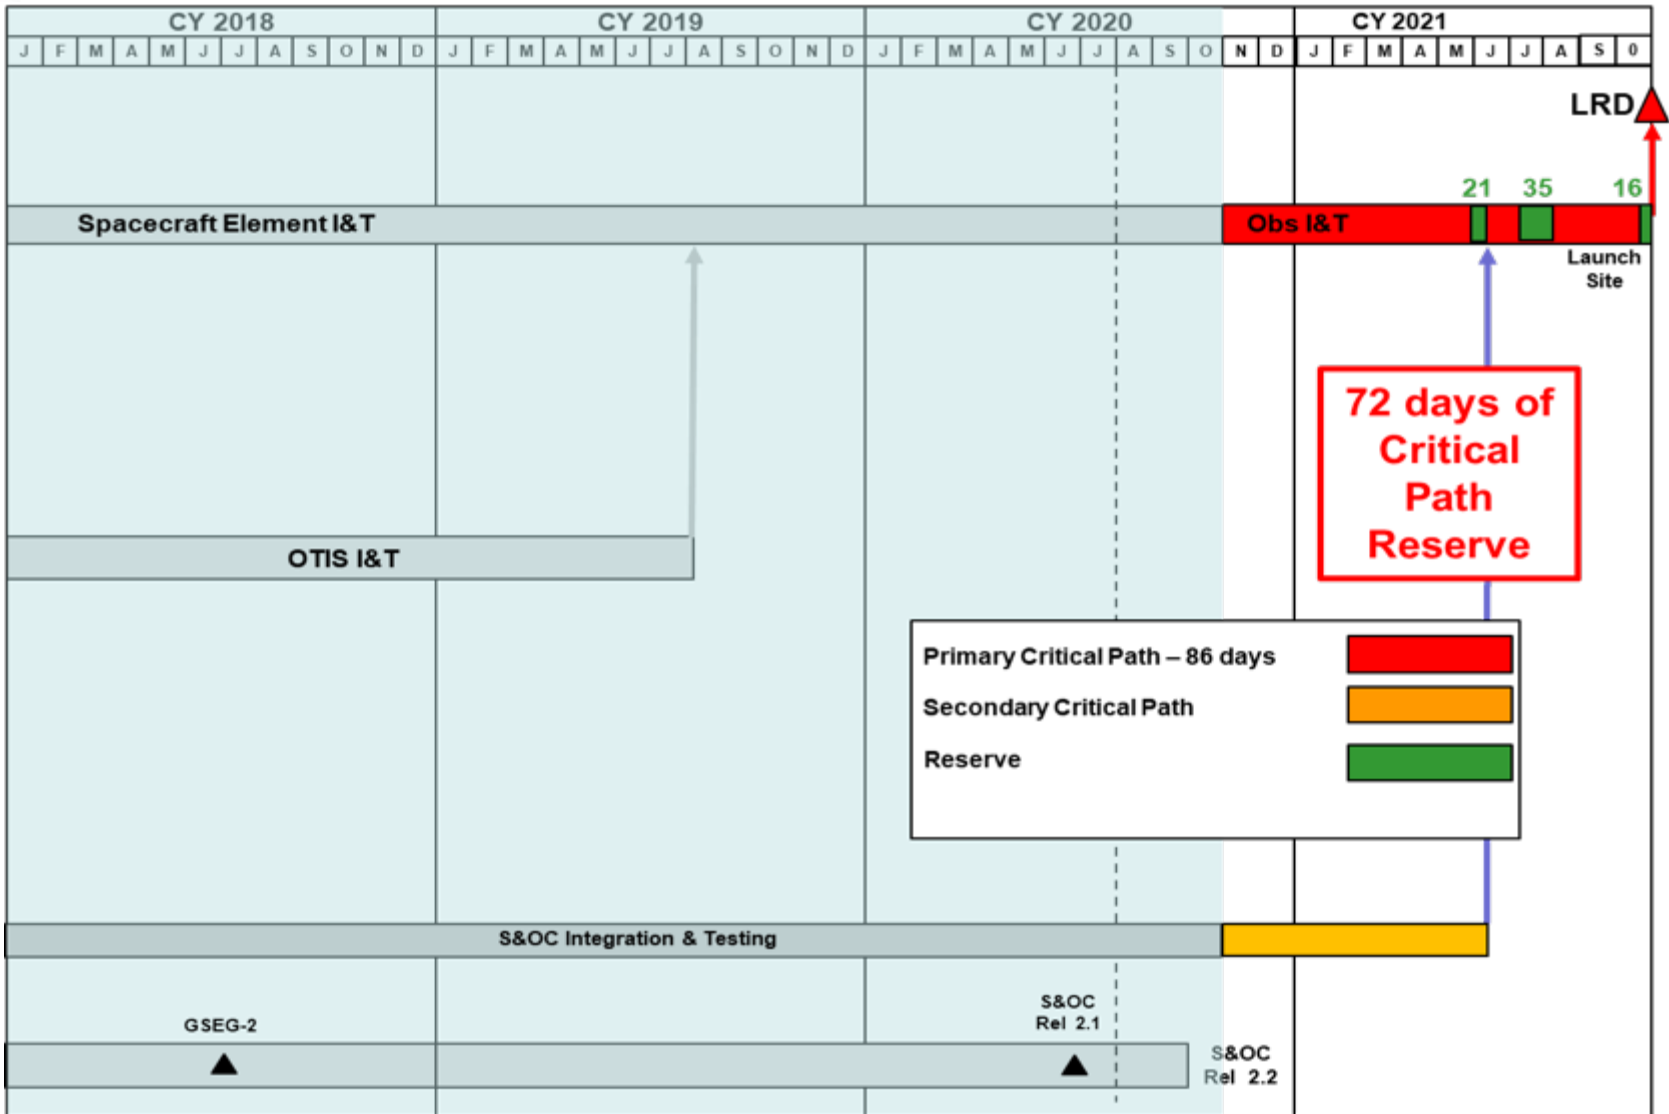 CY 2018 CY 2019 CY 2020 CY 2021
J F M A M J J A S O N D J F M A M J J A S O N D J F M A M J J A S O N D J F M A M J J A S 0
LRD
21 35 16
Spacecraft Element I&T Obs I&T
Launch
Site
72 days of
Critical
Path
Reserve
OTIS I&T
Primary Critical Path – 86 days
Secondary Critical Path
Reserve
S&OC Integration & Testing
GSEG-2
S&OC
Rel 2.1
S&OC
Rel 2.2